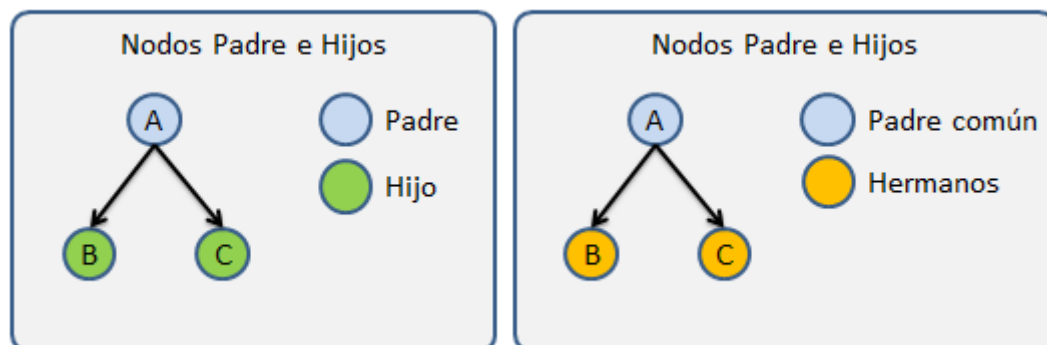 Nodos Padre e Hijos
A
Padre
Hijo
B
C
Nodos Padre e Hijos
A
Padre común
Hermanos
B
C